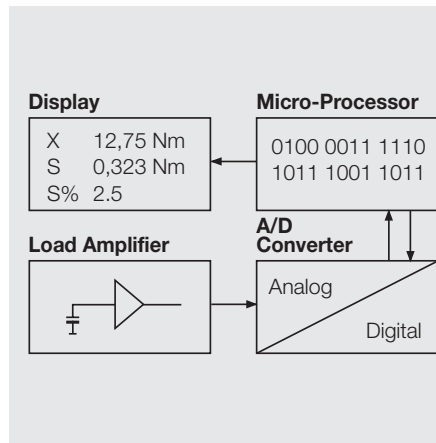 Display
X 12,75 Nm
S 0,323 Nm
S% 2.5
Micro-Processor
0100 0011 1110
1011 1001 1011
Load Amplifier
A/D
Converter
Analog
Digital